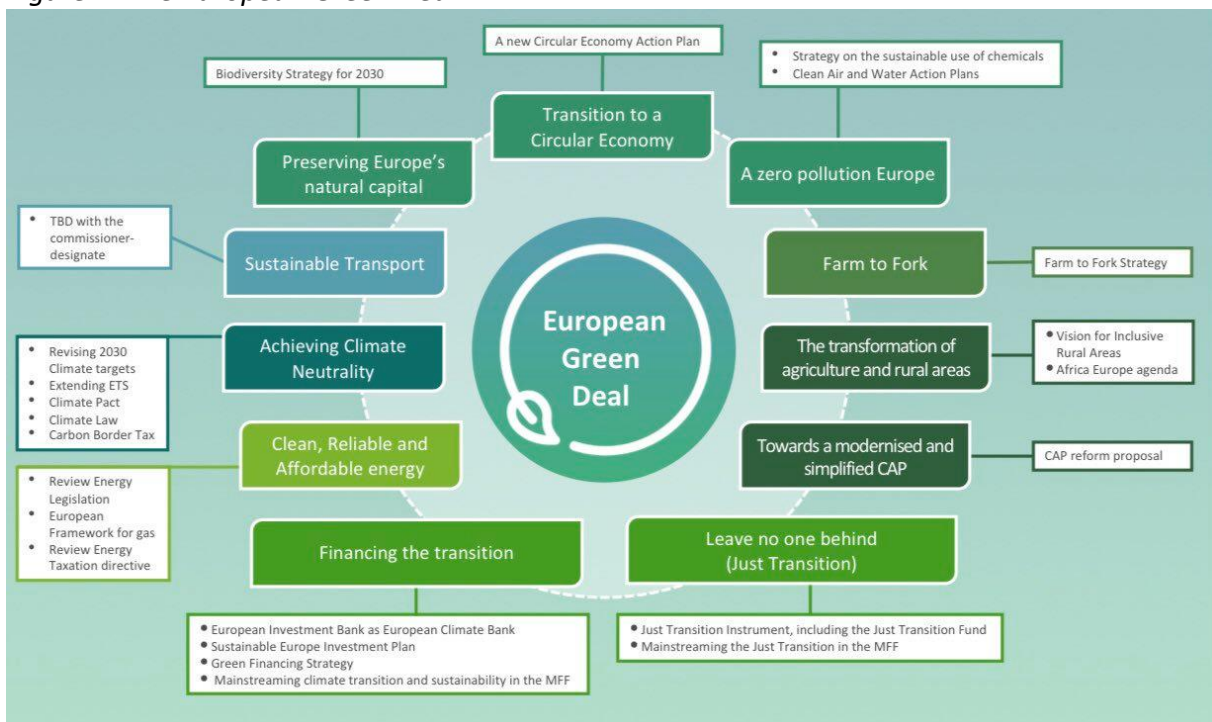 A new Circular Economy Action Plan
Biodiversity Strategy for 2030
• Strategy on the sustainable use of chemicals
• Clean Air and Water Action Plans
Transition to a
Circular Economy
Preserving Europe's
natural capital
A zero pollution Europe
• TBD with the
commissioner-
designate
Sustainable Transport
Farm to Fork
Farm to Fork Strategy
European
Green
Deal
• Revising 2030
Climate targets
• Extending ETS
• Climate Pact
• Climate Law
• Carbon Border Tax
Achieving Climate
Neutrality
The transformation of
agriculture and rural areas
• Vision for Inclusive
Rural Areas
• Africa Europe agenda
• Review Energy
Legislation
• European
Framework for gas
• Review Energy
Taxation directive
Clean, Reliable and
Affordable energy
Towards a modernised and
simplified CAP
CAP reform proposal
Financing the transition
Leave no one behind
(Just Transition)
• European Investment Bank as European Climate Bank
• Sustainable Europe Investment Plan
• Green Financing Strategy
• Mainstreaming climate transition and sustainability in the MFF
• Just Transition Instrument, including the Just Transition Fund
• Mainstreaming the Just Transition in the MFF